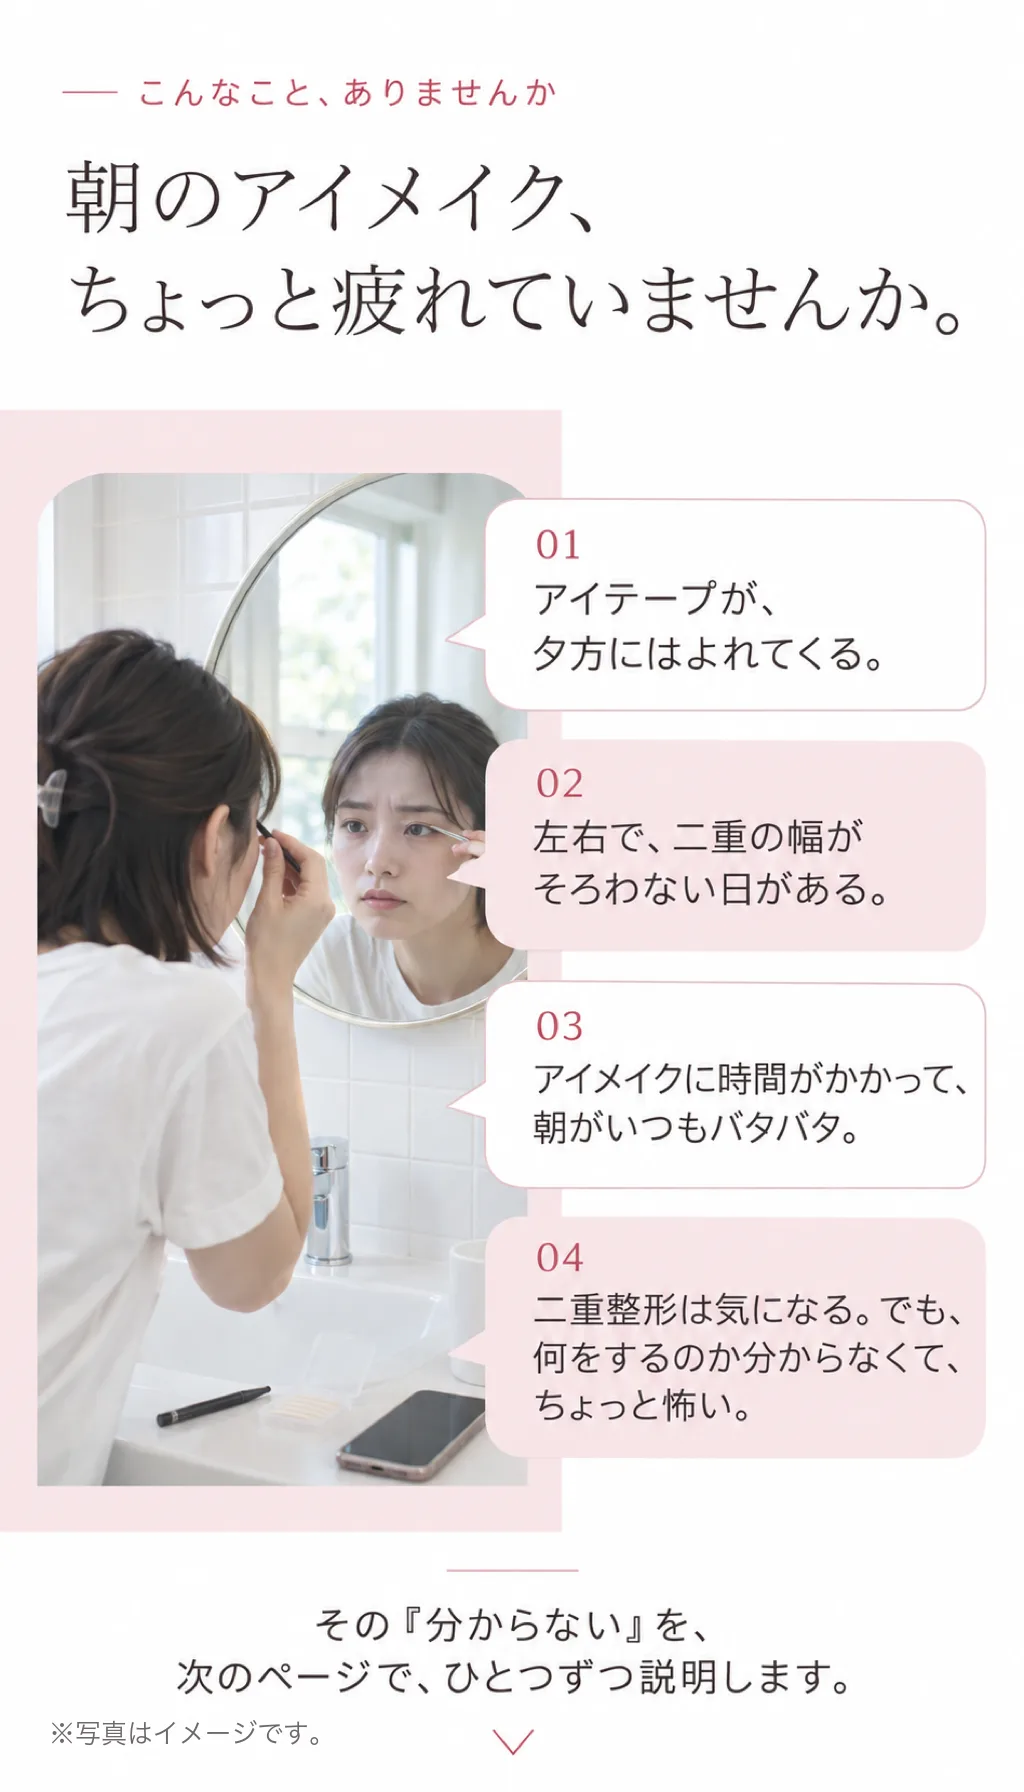 こんなこと、ありませんか
朝のアイメイク、
ちょっと疲れていませんか。
01
アイテープが、
夕方にはよれてくる。
02
左右で、二重の幅が
そろわない日がある。
03
アイメイクに時間がかかって、
朝がいつもバタバタ。
04
二重整形は気になる。でも、
何をするのか分からなくて、
ちょっと怖い。
その『分からない』を、
次のページで、ひとつずつ説明します。
※写真はイメージです。